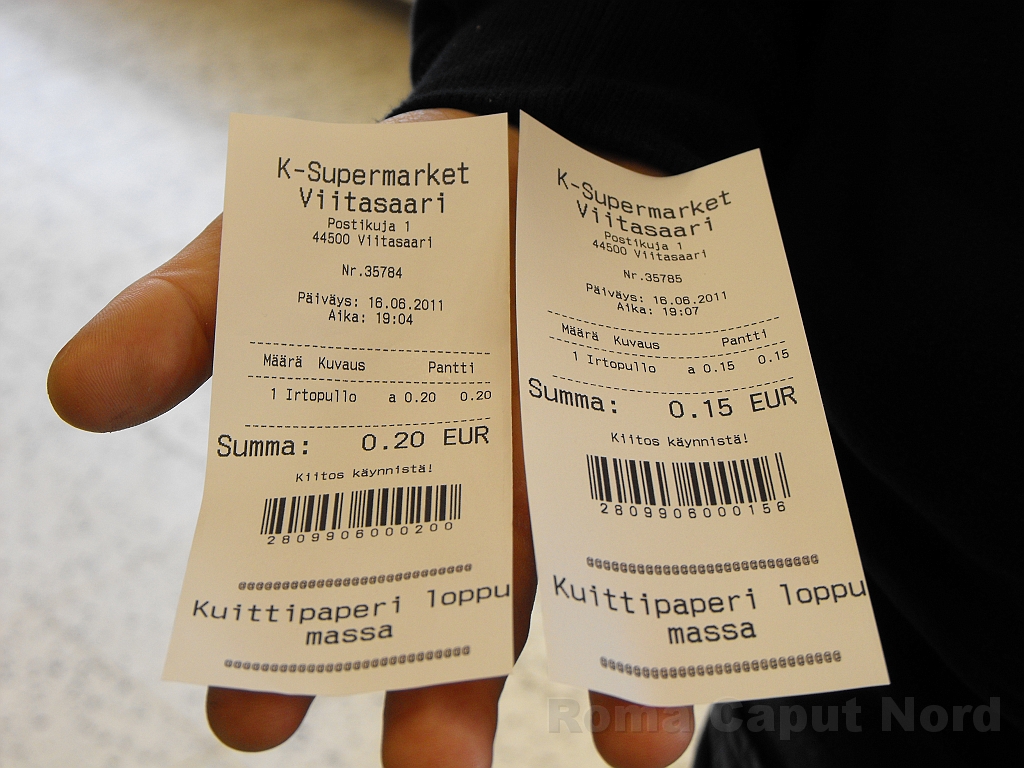 K-Supermarket
Viitasaari
Postikuja 1
44500 Viitasaari
Nr.35784
Päiväys: 16.06.2011
Aika: 19:04
Määrä Kuvaus Pantti
1 Irtopullo a 0.20 0.20
Summa: 0.20 EUR
Kiitos käynnistä!
2809906000200
@@@@@@@@@@@@@@@@@@@@@@@@@@
Kuittipaperi loppu
massa
@@@@@@@@@@@@@@@@@@@@@@@@@@
K-Supermarket
Viitasaari
Postikuja 1
44500 Viitasaari
Nr.35785
Päiväys: 16.06.2011
Aika: 19:07
Määrä Kuvaus Pantti
1 Irtopullo a 0.15 0.15
Summa: 0.15 EUR
Kiitos käynnistä!
2809906000156
@@@@@@@@@@@@@@@@@@@@@@@@@@
Kuittipaperi loppu
massa
@@@@@@@@@@@@@@@@@@@@@@@@@@
Roma Caput Nord